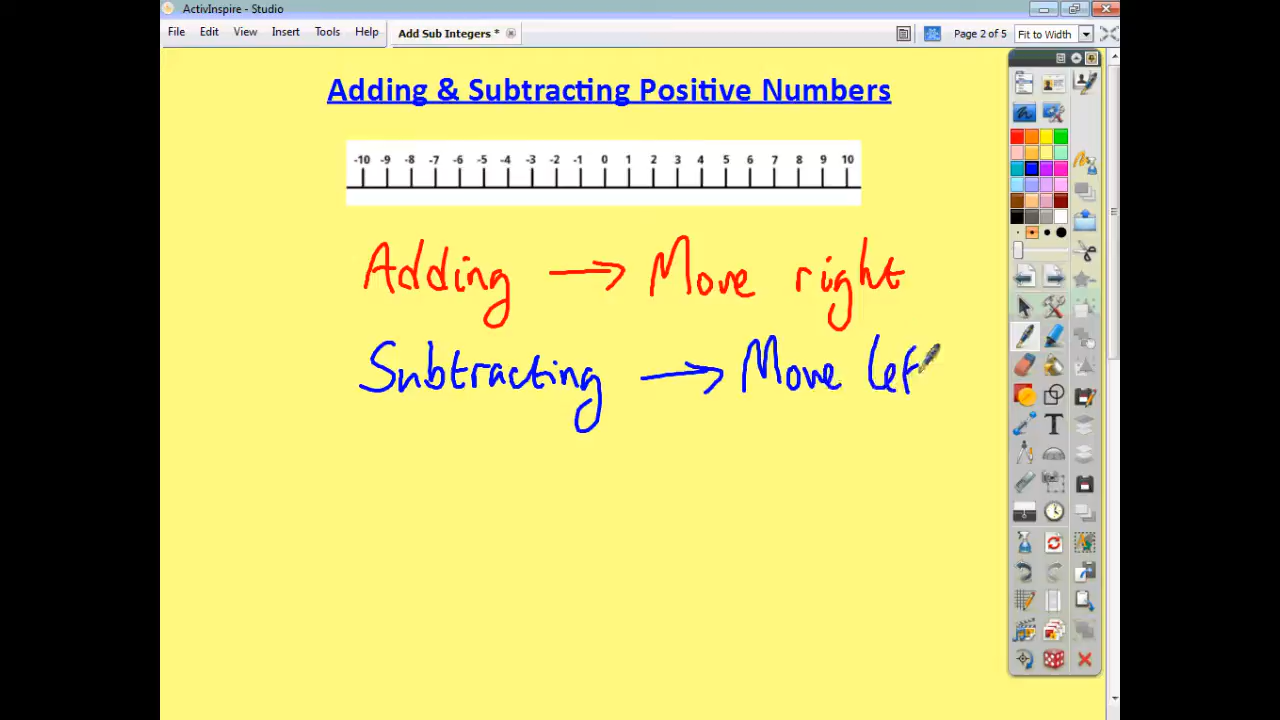 ActivInspire - Studio
File Edit View Insert Tools Help
Add Sub Integers *
Page 2 of 5
Fit to Width
Adding & Subtracting Positive Numbers
-10 -9 -8 -7 -6 -5 -4 -3 -2 -1 0 1 2 3 4 5 6 7 8 9 10
Adding → Move right
Subtracting → Move lef